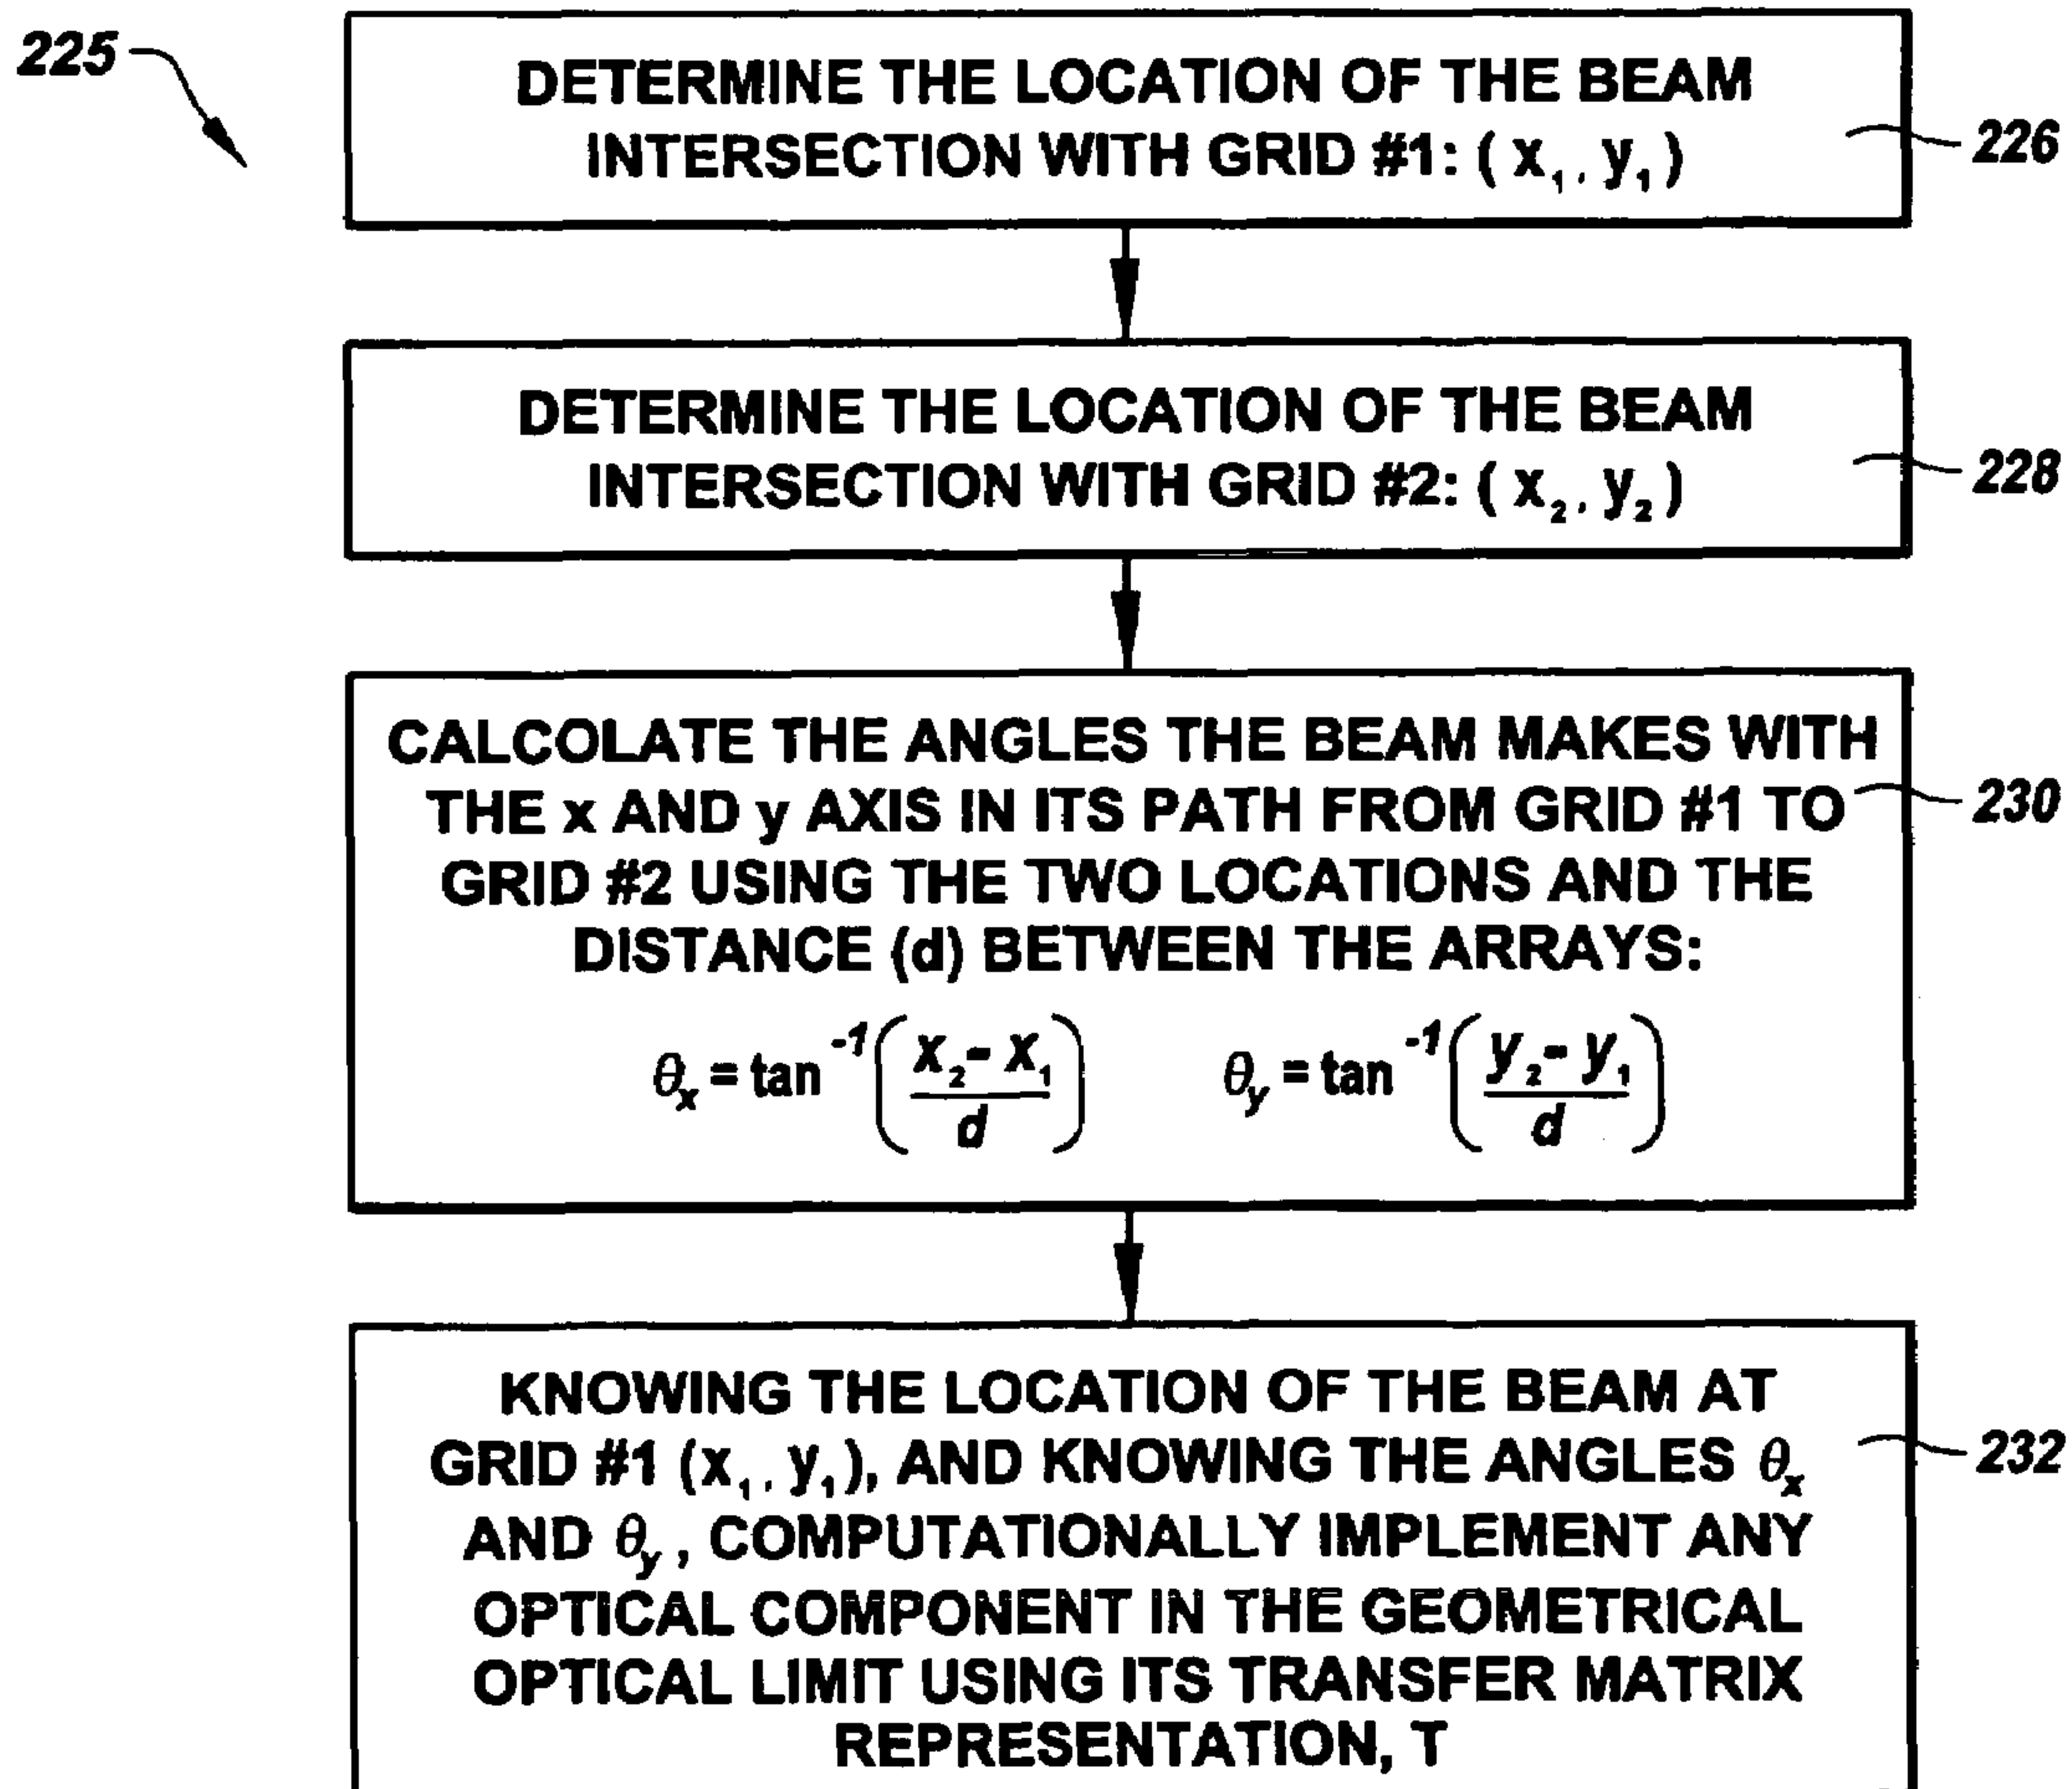 225
DETERMINE THE LOCATION OF THE BEAM
INTERSECTION WITH GRID #1: ( x₁, y₁ )
226
DETERMINE THE LOCATION OF THE BEAM
INTERSECTION WITH GRID #2: ( x₂, y₂ )
228
CALCOLATE THE ANGLES THE BEAM MAKES WITH
THE x AND y AXIS IN ITS PATH FROM GRID #1 TO
GRID #2 USING THE TWO LOCATIONS AND THE
DISTANCE (d) BETWEEN THE ARRAYS:
230
θₓ = tan⁻¹( (x₂ - x₁) / d ) θ_y = tan⁻¹( (y₂ - y₁) / d )
KNOWING THE LOCATION OF THE BEAM AT
GRID #1 (x₁, y₁), AND KNOWING THE ANGLES θₓ
AND θ_y, COMPUTATIONALLY IMPLEMENT ANY
OPTICAL COMPONENT IN THE GEOMETRICAL
OPTICAL LIMIT USING ITS TRANSFER MATRIX
REPRESENTATION, T
232